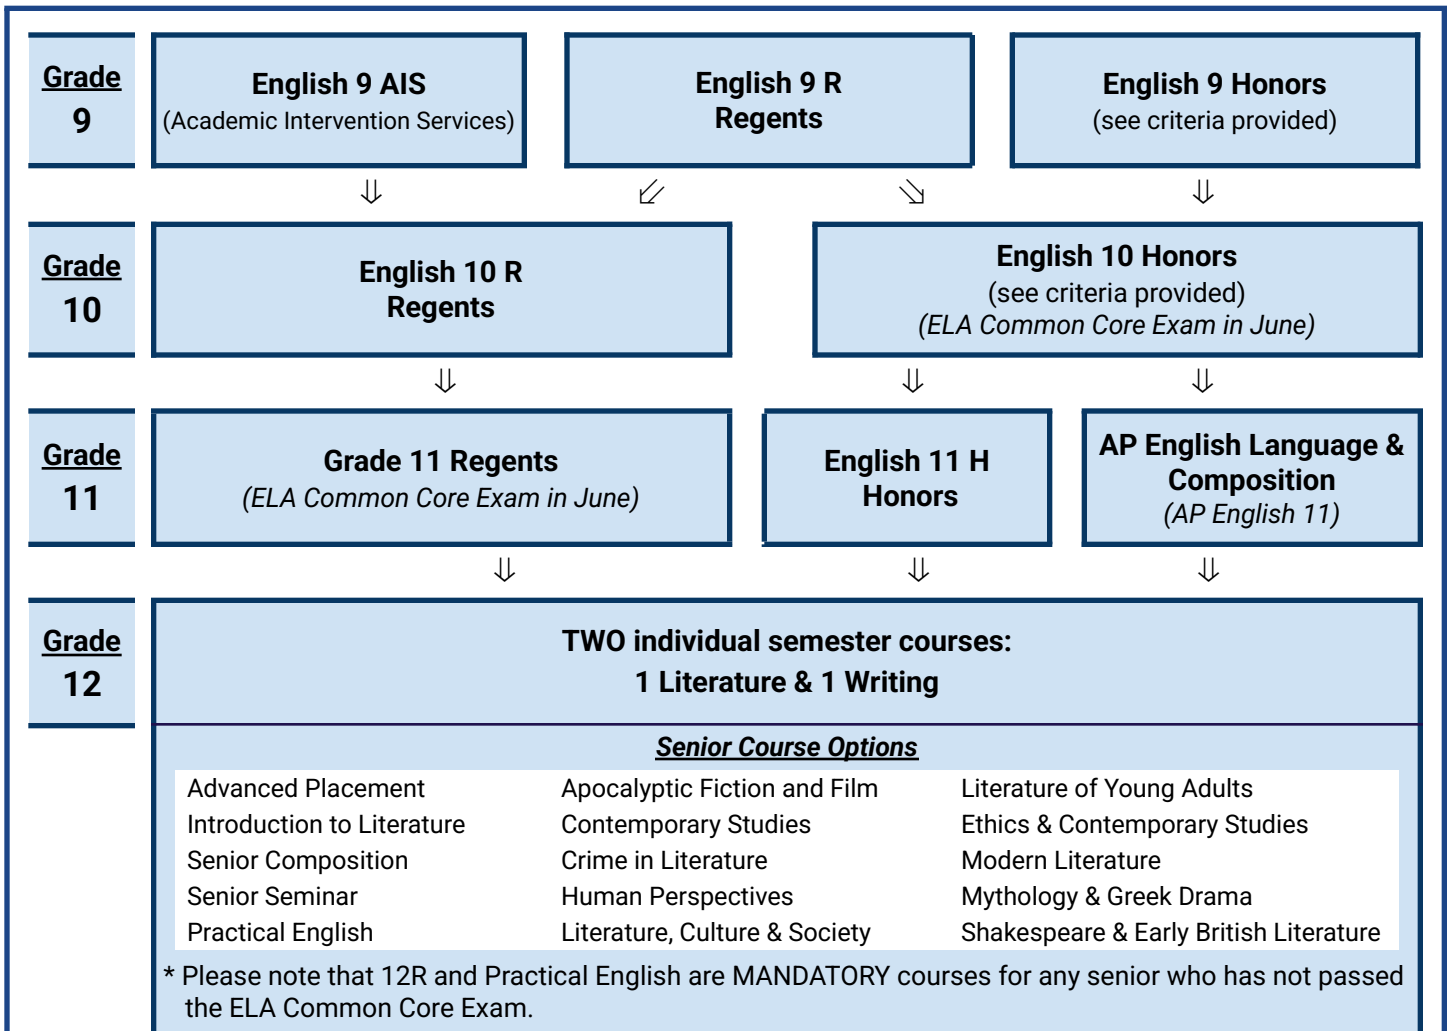 Grade
9
English 9 AIS
(Academic Intervention Services)
English 9 R
Regents
English 9 Honors
(see criteria provided)
⇓
⇙
⇘
⇓
Grade
10
English 10 R
Regents
English 10 Honors
(see criteria provided)
(ELA Common Core Exam in June)
⇓
⇓
⇓
Grade
11
Grade 11 Regents
(ELA Common Core Exam in June)
English 11 H
Honors
AP English Language &
Composition
(AP English 11)
⇓
⇓
⇓
Grade
12
TWO individual semester courses:
1 Literature & 1 Writing
Senior Course Options
Advanced Placement
Introduction to Literature
Senior Composition
Senior Seminar
Practical English
Apocalyptic Fiction and Film
Contemporary Studies
Crime in Literature
Human Perspectives
Literature, Culture & Society
Literature of Young Adults
Ethics & Contemporary Studies
Modern Literature
Mythology & Greek Drama
Shakespeare & Early British Literature
* Please note that 12R and Practical English are MANDATORY courses for any senior who has not passed
the ELA Common Core Exam.